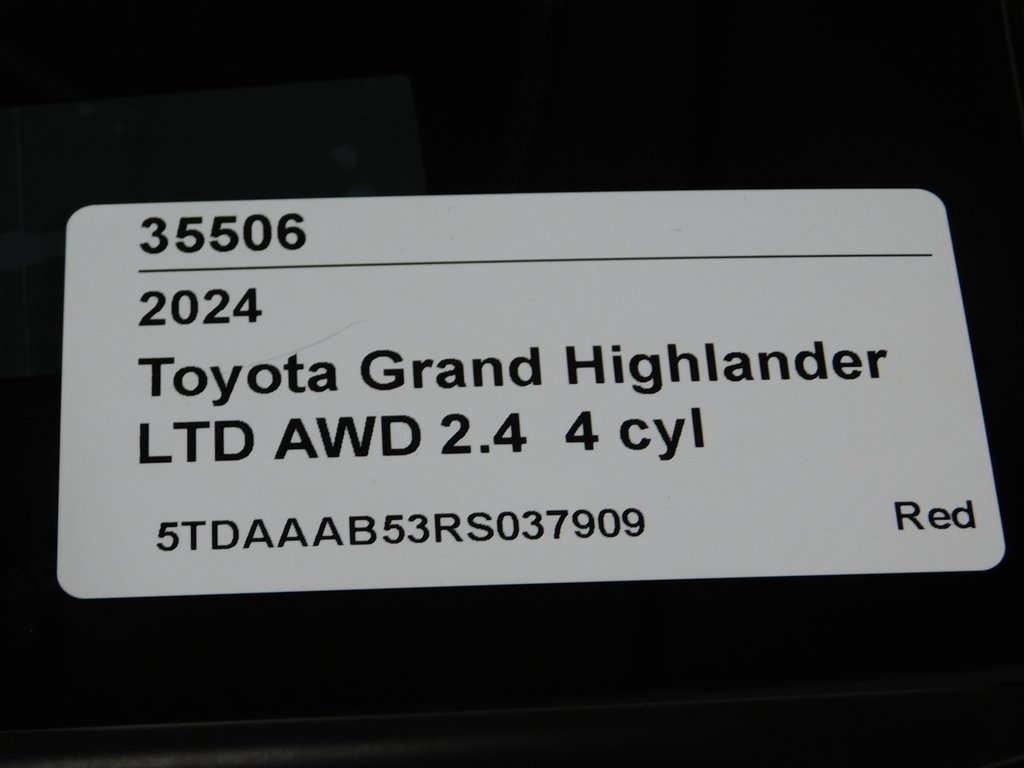 35506
2024
Toyota Grand Highlander
LTD AWD 2.4 4 cyl
5TDAAAB53RS037909 Red